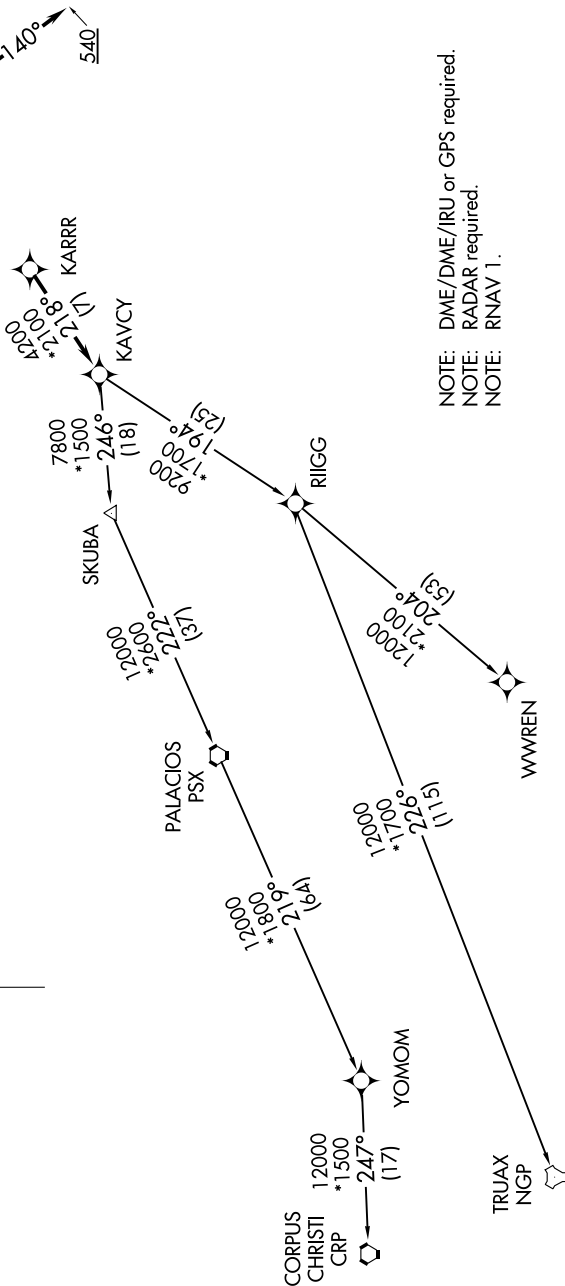 140°
540
KARRR
4200
*2100
218°
(7)
KAVCY
7800
*1500
246°
(18)
SKUBA
9200
*1700
194°
(25)
RIIGG
12000
*2600
222°
(37)
PALACIOS
PSX
12000
*2100
204°
(53)
WWREN
12000
*1800
219°
(64)
12000
*1700
226°
(115)
YOMOM
12000
*1500
247°
(17)
CORPUS
CHRISTI
CRP
TRUAX
NGP
NOTE: DME/DME/IRU or GPS required.
NOTE: RADAR required.
NOTE: RNAV 1.